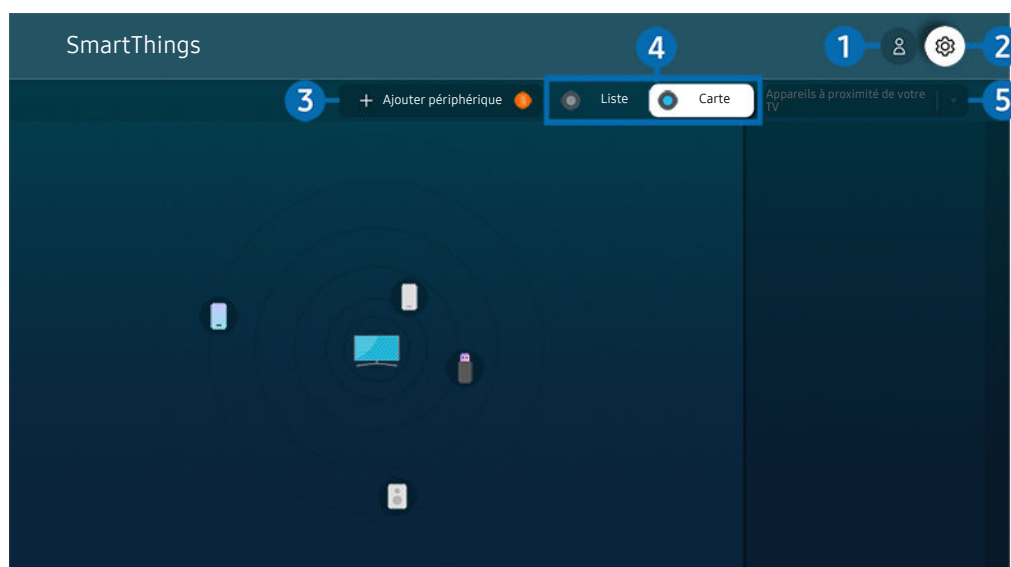 SmartThings
4
1
2
3
+ Ajouter périphérique
Liste
Carte
Appareils à proximité de votre
TV
5